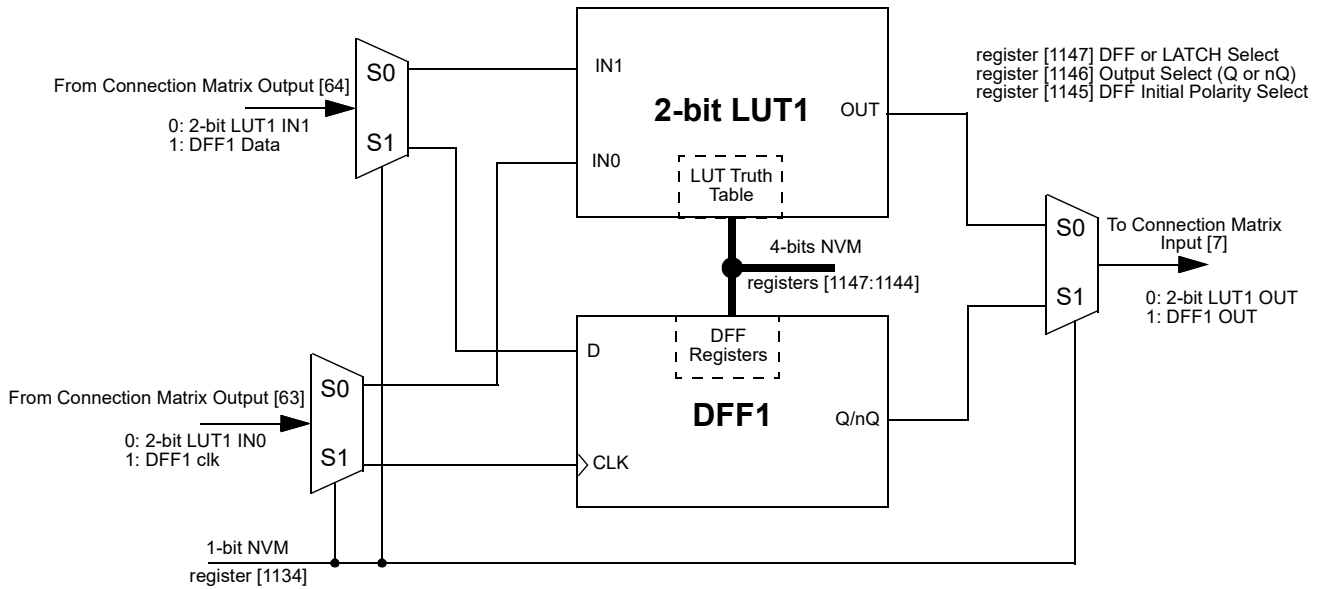 From Connection Matrix Output [64]
0: 2-bit LUT1 IN1
1: DFF1 Data
S0
S1
IN1
IN0
2-bit LUT1
OUT
LUT Truth
Table
register [1147] DFF or LATCH Select
register [1146] Output Select (Q or nQ)
register [1145] DFF Initial Polarity Select
4-bits NVM
registers [1147:1144]
S0
S1
To Connection Matrix
Input [7]
0: 2-bit LUT1 OUT
1: DFF1 OUT
From Connection Matrix Output [63]
0: 2-bit LUT1 IN0
1: DFF1 clk
S0
S1
D
CLK
DFF
Registers
DFF1
Q/nQ
1-bit NVM
register [1134]